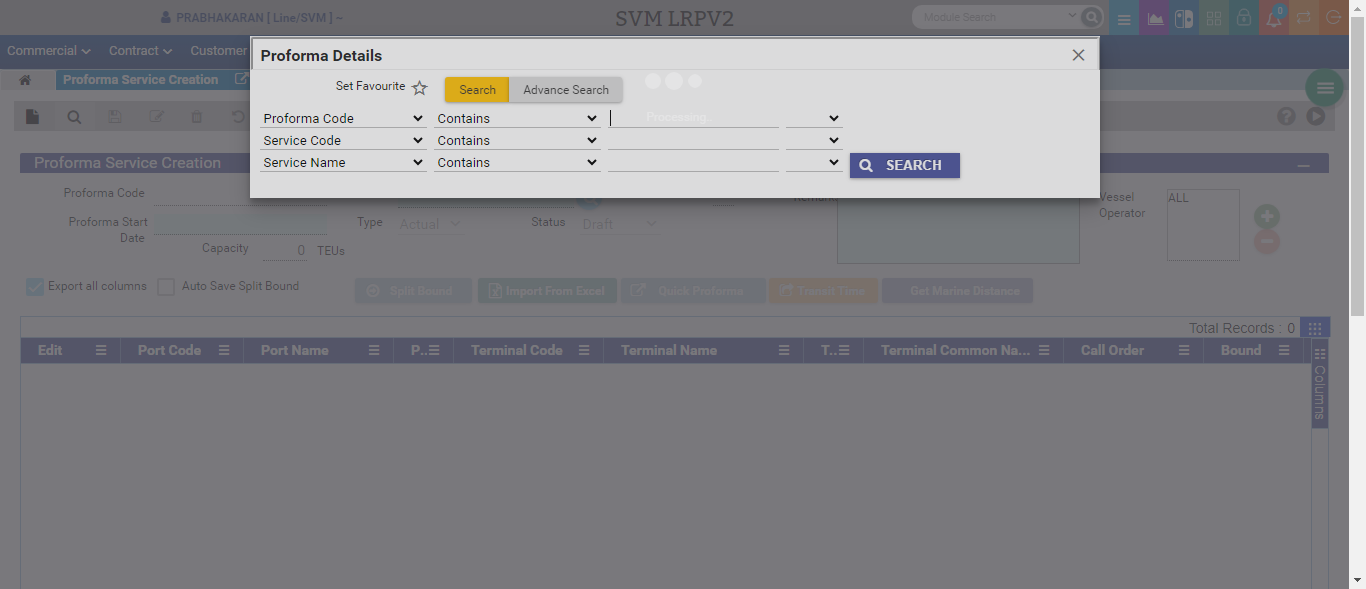 PRABHAKARAN [ Line/SVM ] ~
SVM LRPV2
Module Search
0
Commercial
Contract
Customer
Proforma Service Creation
Proforma Details
Set Favourite
Search
Advance Search
Processing..
Proforma Code
Contains
Service Code
Contains
Service Name
Contains
SEARCH
Proforma Service Creation
Proforma Code
Vessel Operator
ALL
Proforma Start Date
Type
Actual
Status
Draft
Capacity
0
TEUs
Export all columns
Auto Save Split Bound
Split Bound
Import From Excel
Quick Proforma
Transit Time
Get Marine Distance
Total Records : 0
Edit
Port Code
Port Name
P..
Terminal Code
Terminal Name
T..
Terminal Common Na...
Call Order
Bound
Columns